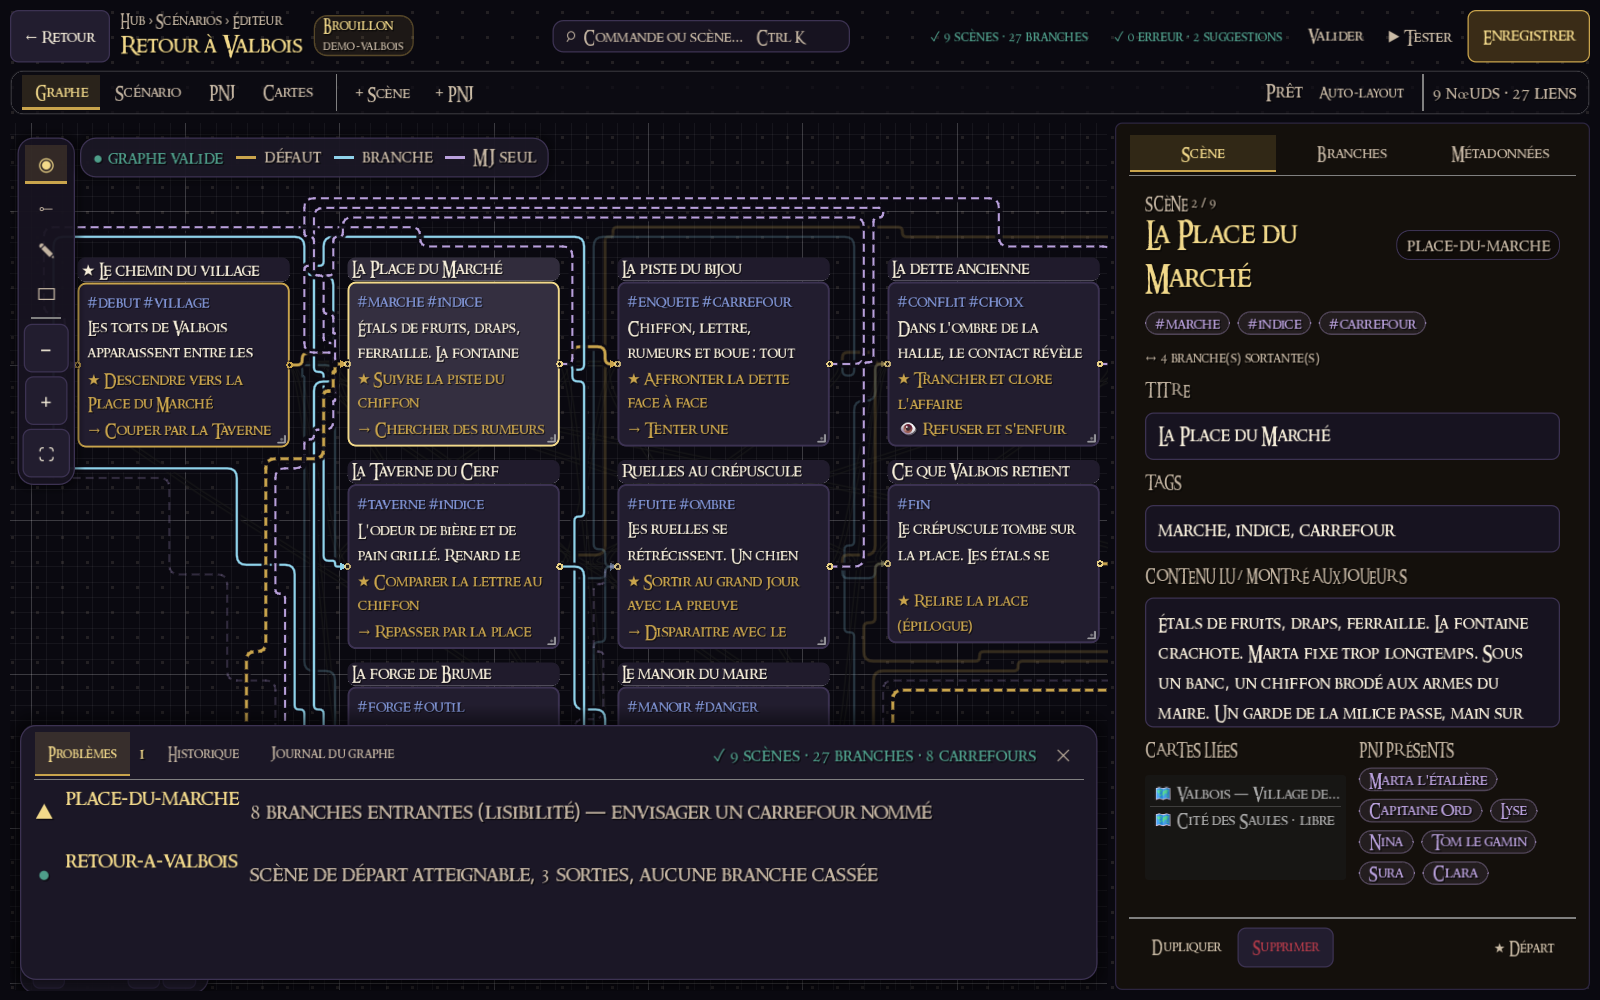 ← Retour
Hub › Scénarios › Éditeur
Retour à Valbois
Brouillon
demo-valbois
Commande ou scène... Ctrl K
✓ 9 scènes · 27 branches
✓ 0 erreur · 2 suggestions
Valider
▶ Tester
Enregistrer
Graphe
Scénario
PNJ
Cartes
+ Scène
+ PNJ
Prêt
Auto-layout
9 nœuds · 27 liens
● Graphe valide
défaut
branche
MJ seul
★ Le chemin du village
#debut #village
Les toits de Valbois
apparaissent entre les
★ Descendre vers la
Place du Marché
→ Couper par la Taverne
La Place du Marché
#marche #indice
Étals de fruits, draps,
ferraille. La fontaine
★ Suivre la piste du
chiffon
→ Chercher des rumeurs
La piste du bijou
#enquete #carrefour
Chiffon, lettre,
rumeurs et boue : tout
★ Affronter la dette
face à face
→ Tenter une
La dette ancienne
#conflit #choix
Dans l'ombre de la
halle, le contact révèle
★ Trancher et clore
l'affaire
👁 Refuser et s'enfuir
La Taverne du Cerf
#taverne #indice
L'odeur de bière et de
pain grillé. Renard le
★ Comparer la lettre au
chiffon
→ Repasser par la place
Ruelles au crépuscule
#fuite #ombre
Les ruelles se
rétrécissent. Un chien
★ Sortir au grand jour
avec la preuve
→ Disparaitre avec le
Ce que Valbois retient
#fin
Le crépuscule tombe sur
la place. Les étals se
★ Relire la place
(épilogue)
La forge de Brume
#forge #outil
Le manoir du maire
#manoir #danger
Problèmes 1
Historique
Journal du graphe
✓ 9 scènes · 27 branches · 8 carrefours
place-du-marche
8 branches entrantes (lisibilité) — envisager un carrefour nommé
retour-a-valbois
Scène de départ atteignable, 3 sorties, aucune branche cassée
Scène
Branches
Métadonnées
Scène 2 / 9
La Place du
Marché
place-du-marche
#marche
#indice
#carrefour
↔ 4 branche(s) sortante(s)
Titre
La Place du Marché
Tags
marche, indice, carrefour
Contenu lu / montré aux joueurs
Étals de fruits, draps, ferraille. La fontaine
crachote. Marta fixe trop longtemps. Sous
un banc, un chiffon brodé aux armes du
maire. Un garde de la milice passe, main sur
Cartes liées
Valbois — Village de...
Cité des Saules · libre
PNJ présents
Marta l'étalière
Capitaine Ord
Lyse
Nina
Tom le gamin
Sura
Clara
Dupliquer
Supprimer
★ Départ